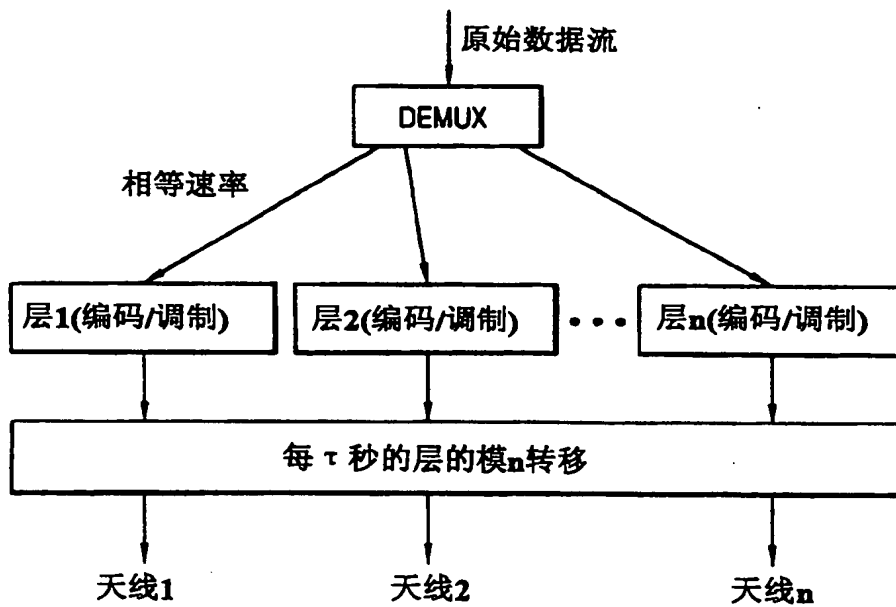 原始数据流
DEMUX
相等速率
层1(编码/调制)
层2(编码/调制)
层n(编码/调制)
每τ秒的层的模n转移
天线1
天线2
天线n